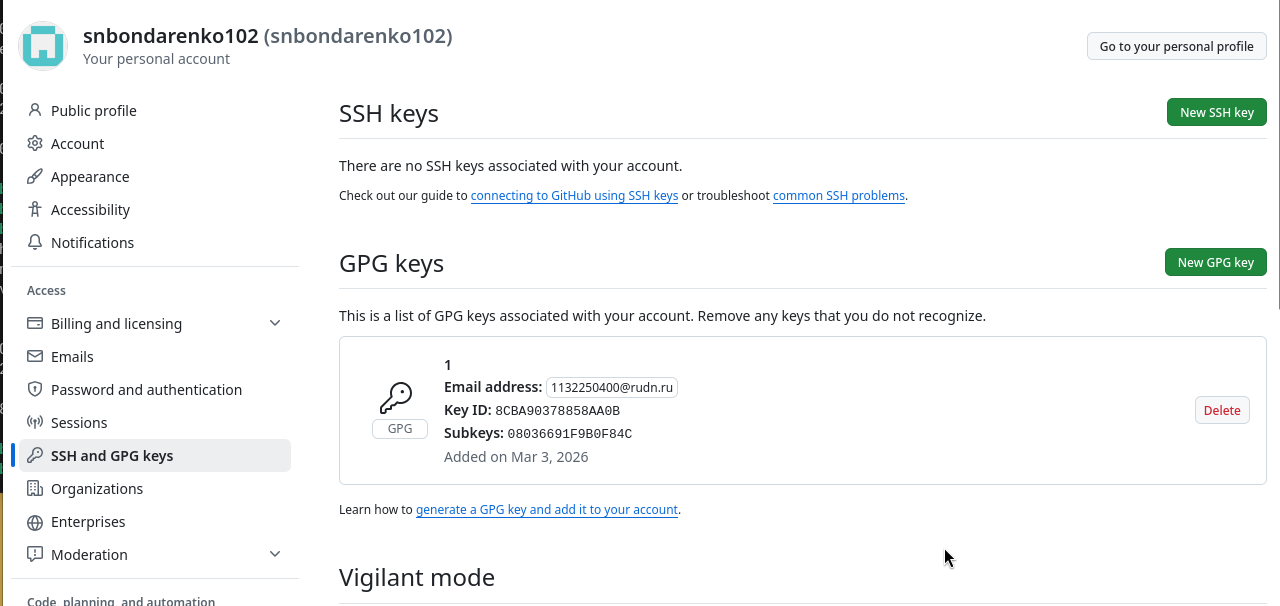 snbondarenko102 (snbondarenko102)
Your personal account
Go to your personal profile
Public profile
Account
Appearance
Accessibility
Notifications
Access
Billing and licensing
Emails
Password and authentication
Sessions
SSH and GPG keys
Organizations
Enterprises
Moderation
Code, planning, and automation
SSH keys
New SSH key
There are no SSH keys associated with your account.
Check out our guide to connecting to GitHub using SSH keys or troubleshoot common SSH problems.
GPG keys
New GPG key
This is a list of GPG keys associated with your account. Remove any keys that you do not recognize.
GPG
1
Email address: 1132250400@rudn.ru
Key ID: 8CBA90378858AA0B
Subkeys: 08036691F9B0F84C
Added on Mar 3, 2026
Delete
Learn how to generate a GPG key and add it to your account.
Vigilant mode